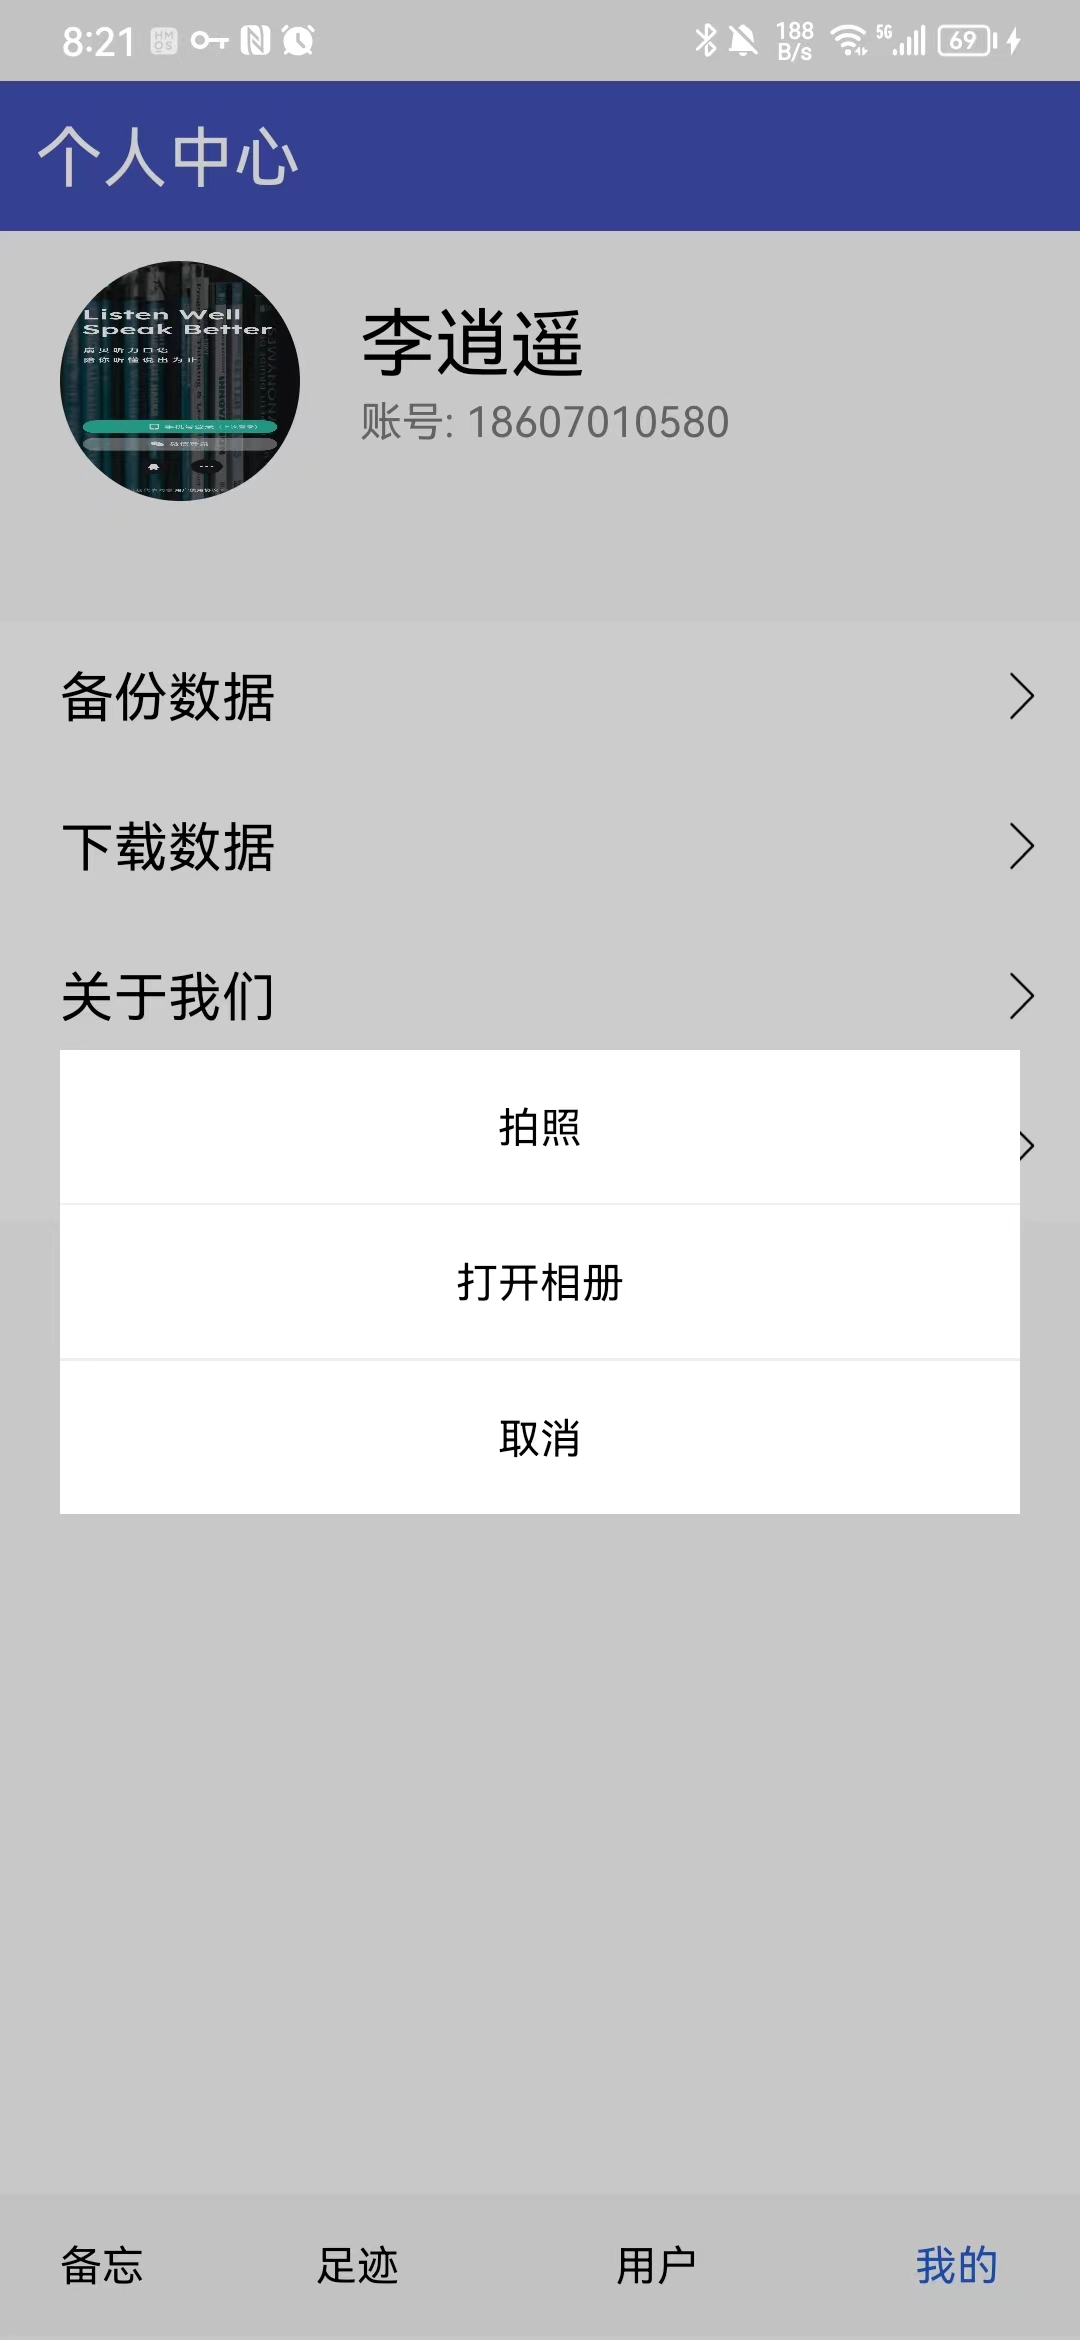 8:21
188 B/s
5G
69
个人中心
Listen Well
Speak Better
李逍遥
账号: 18607010580
备份数据
下载数据
关于我们
拍照
打开相册
取消
备忘
足迹
用户
我的